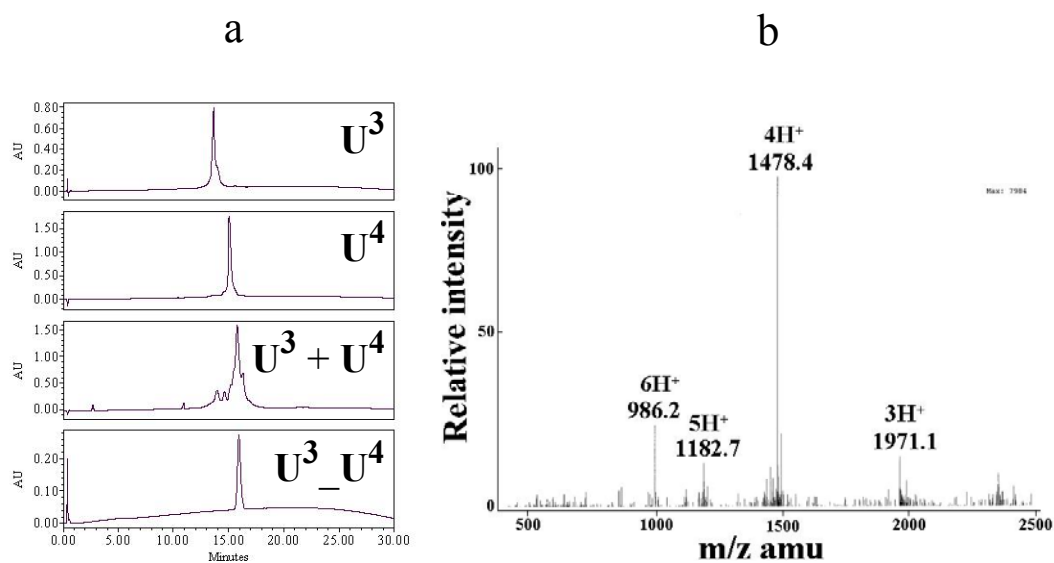 a
b
0.80
0.60
0.40
0.20
0.00
AU
U³
1.50
1.00
0.50
0.00
AU
U⁴
1.50
1.00
0.50
0.00
AU
U³ + U⁴
0.20
0.10
0.00
AU
U³_U⁴
0.00 5.00 10.00 15.00 20.00 25.00 30.00
Minutes
Relative intensity
100
50
0
4H⁺
1478.4
Max: 7984
6H⁺
986.2
5H⁺
1182.7
3H⁺
1971.1
500 1000 1500 2000 2500
m/z amu